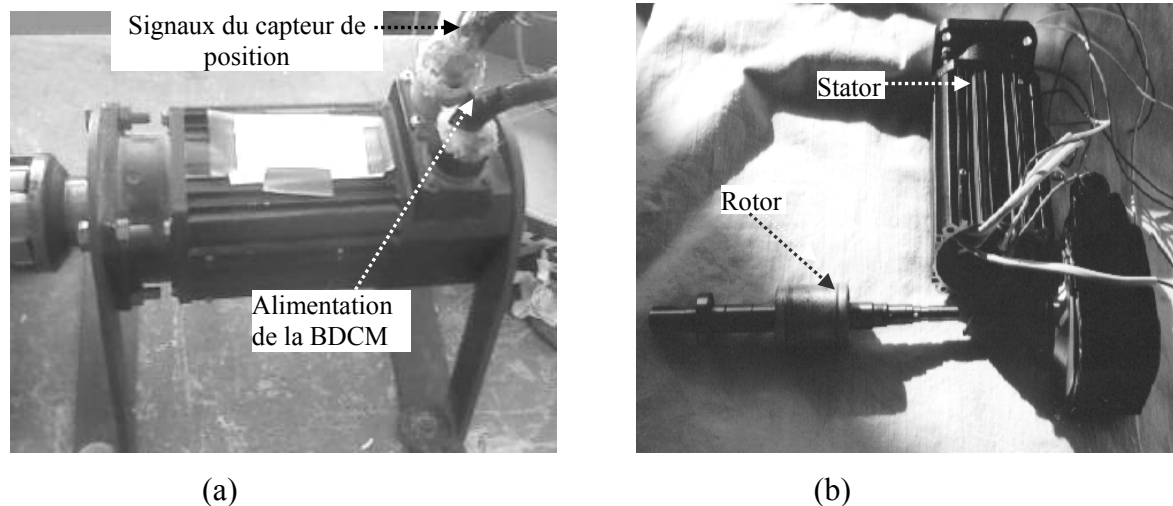 Signaux du capteur de
position
Alimentation
de la BDCM
Stator
Rotor
(a)
(b)